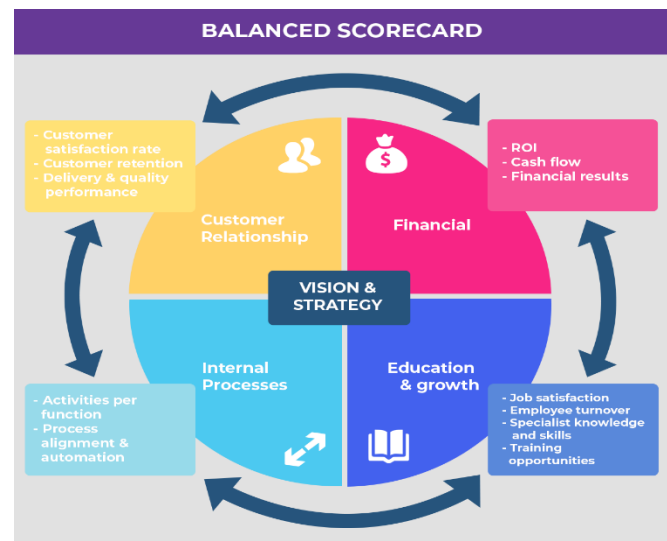 BALANCED SCORECARD
- Customer
satisfaction rate
- Customer retention
- Delivery & quality
performance
- ROI
- Cash flow
- Financial results
$
Customer
Relationship
Financial
VISION &
STRATEGY
Internal
Processes
Education
& growth
- Activities per
function
- Process
alignment &
automation
- Job satisfaction
- Employee turnover
- Specialist knowledge
and skills
- Training
opportunities